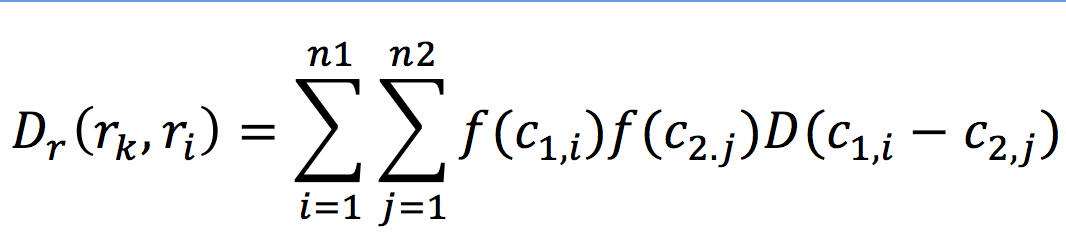 D_r(r_k, r_i) = \sum_{i=1}^{n1} \sum_{j=1}^{n2} f(c_{1,i})f(c_{2.j})D(c_{1,i} − c_{2,j})